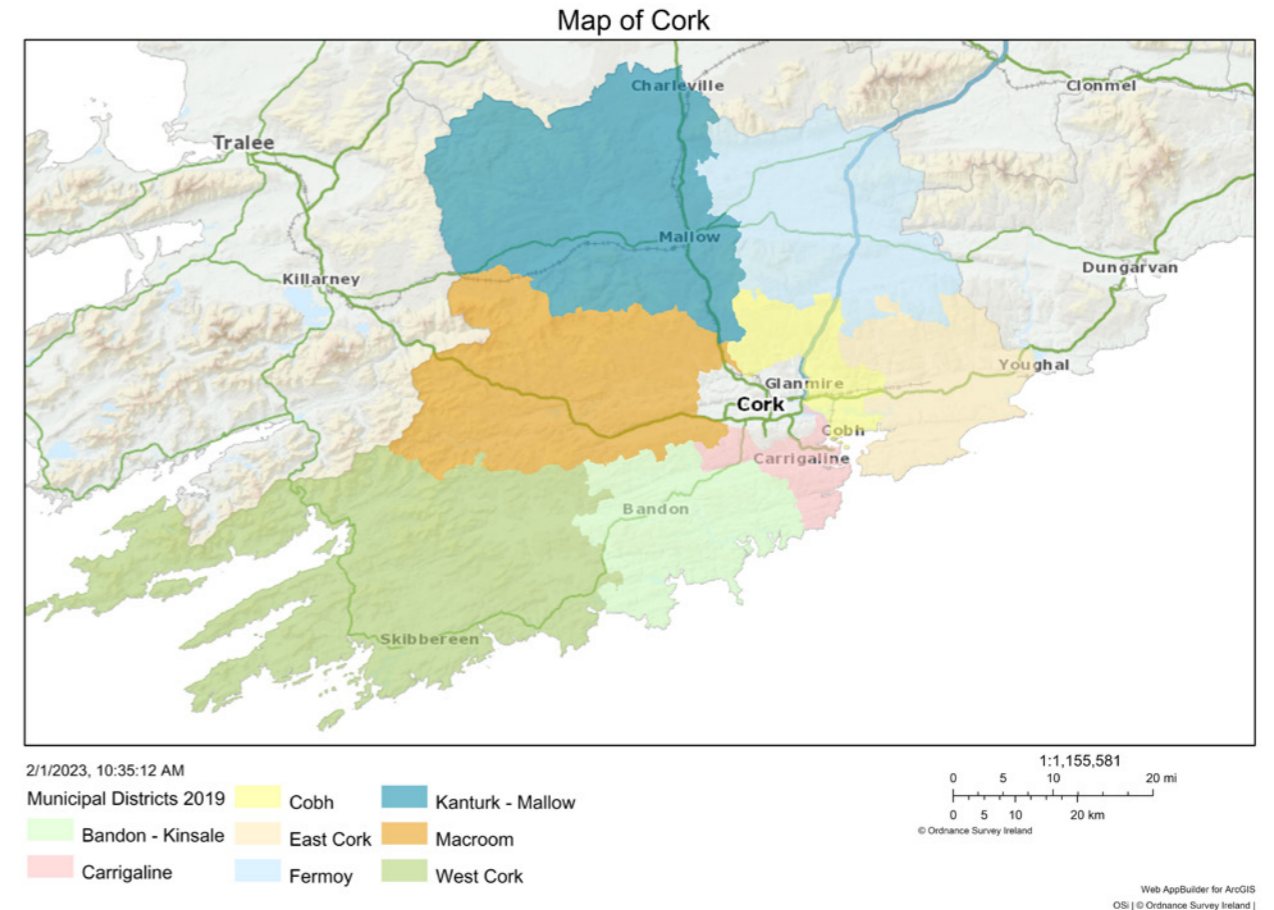 Map of Cork
Charleville
Clonmel
Tralee
Mallow
Killarney
Dungarvan
Youghal
Glanmire
Cork
Cobh
Carrigaline
Bandon
Skibbereen
2/1/2023, 10:35:12 AM
Municipal Districts 2019
Bandon - Kinsale
Carrigaline
Cobh
East Cork
Fermoy
Kanturk - Mallow
Macroom
West Cork
1:1,155,581
0 5 10 20 mi
0 5 10 20 km
© Ordnance Survey Ireland
Web AppBuilder for ArcGIS
OSi | © Ordnance Survey Ireland |